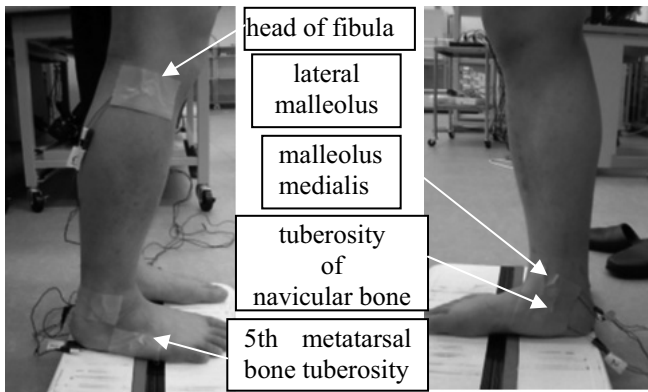 head of fibula
lateral
malleolus
malleolus
medialis
tuberosity
of
navicular bone
5th metatarsal
bone tuberosity